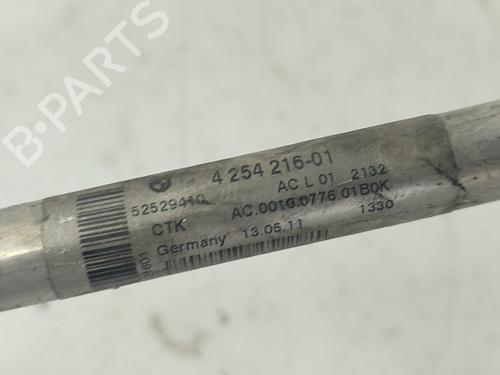 B-PARTS
4 254 216-01
52529410 AC L 01 2132
CTK AC.001G.0776.01B0K
Germany 13.05.11 1330
1601